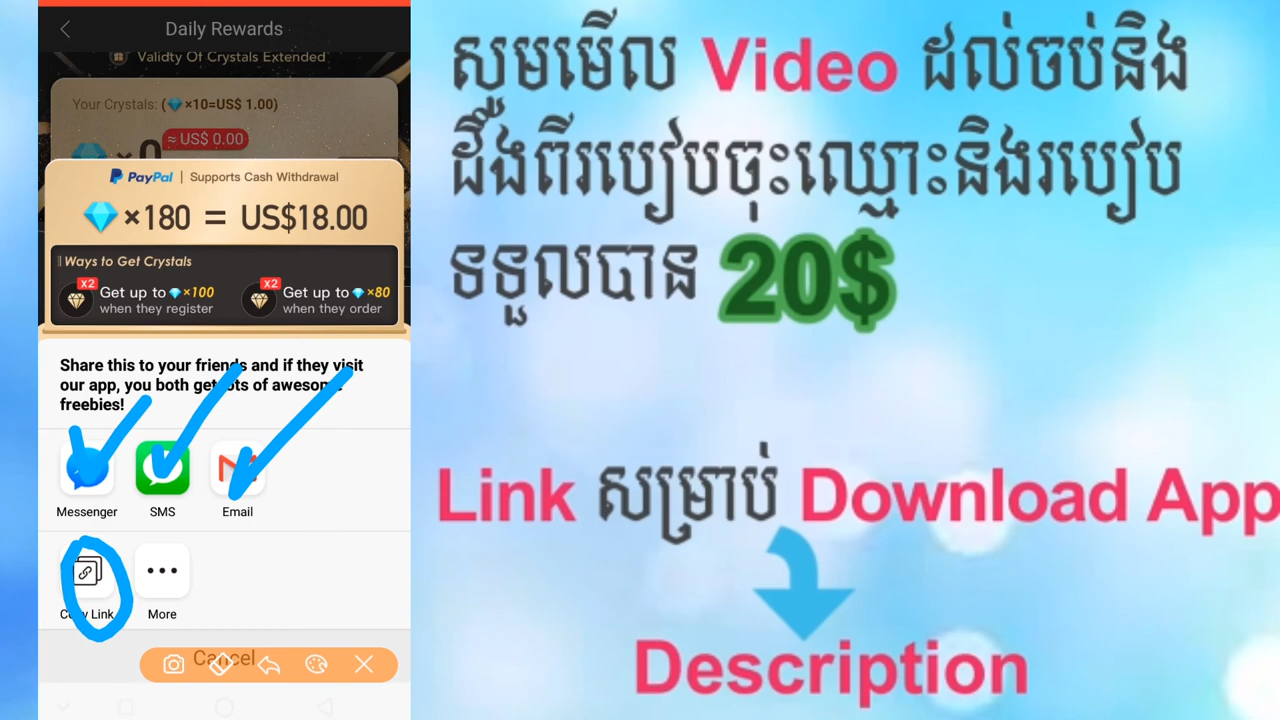 Daily Rewards
Validty Of Crystals Extended
Your Crystals: (💎×10=US$ 1.00)
≈ US$ 0.00
PayPal | Supports Cash Withdrawal
💎×180 = US$18.00
Ways to Get Crystals
X2 Get up to 💎×100 when they register
X2 Get up to 💎×80 when they order
Share this to your friends and if they visit
our app, you both get lots of awesome
freebies!
Messenger SMS Email
Copy Link More
Cancel
សូមមើល Video ដល់ចប់និង
ដឹងពីរបៀបចុះឈ្មោះនិងរបៀប
ទទួលបាន 20$
Link សម្រាប់ Download App
Description